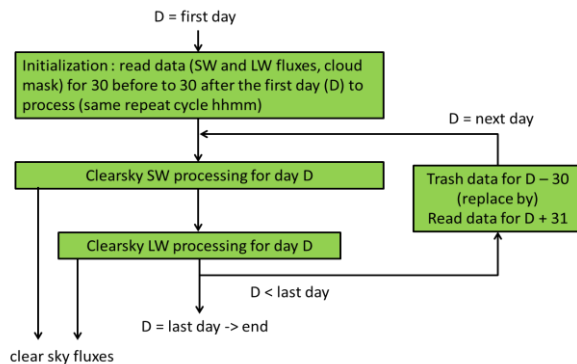 D = first day
Initialization : read data (SW and LW fluxes, cloud
mask) for 30 before to 30 after the first day (D) to
process (same repeat cycle hhmm)
D = next day
Clearsky SW processing for day D
Trash data for D – 30
(replace by)
Read data for D + 31
Clearsky LW processing for day D
D < last day
D = last day -> end
clear sky fluxes